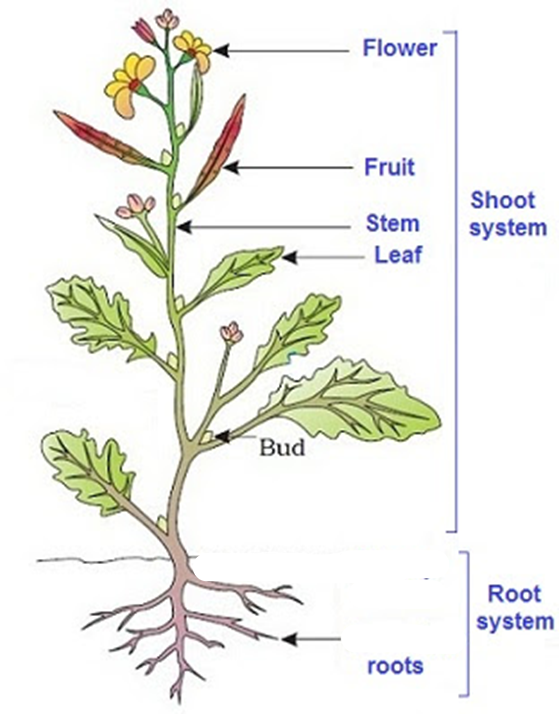 Flower
Fruit
Stem
Leaf
Shoot
system
Bud
Root
system
roots